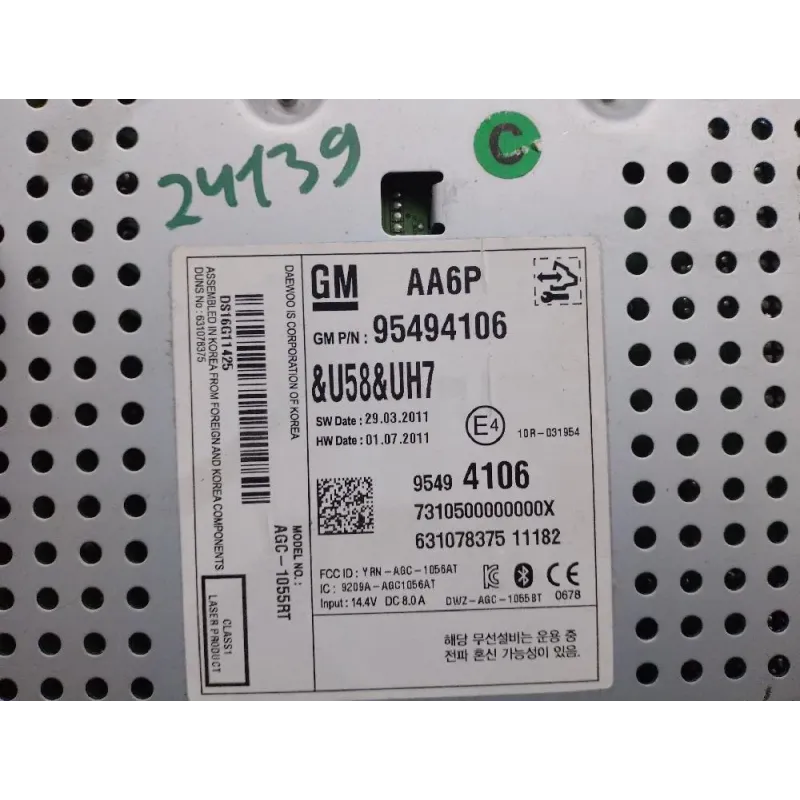 24139
C
GM AA6P
GM P/N : 95494106
&U58&UH7
SW Date : 29.03.2011
HW Date : 01.07.2011
E4
10R-031954
9549 4106
7310500000000X
631078375 11182
FCC ID : YRN-AGC-1056AT
IC : 9209A-AGC1056AT
Input : 14.4V DC 8.0A
DWZ-AGC-1055BT
CE
0678
해당 무선설비는 운용 중
전파 혼신 가능성이 있음.
DAEWOO IS CORPORATION OF KOREA
MODEL NO. :
AGC-1055RT
DS16G11425
ASSEMBLED IN KOREA FROM FOREIGN AND KOREA COMPONENTS
DUNS No : 631078375
CLASS1
LASER PRODUCT